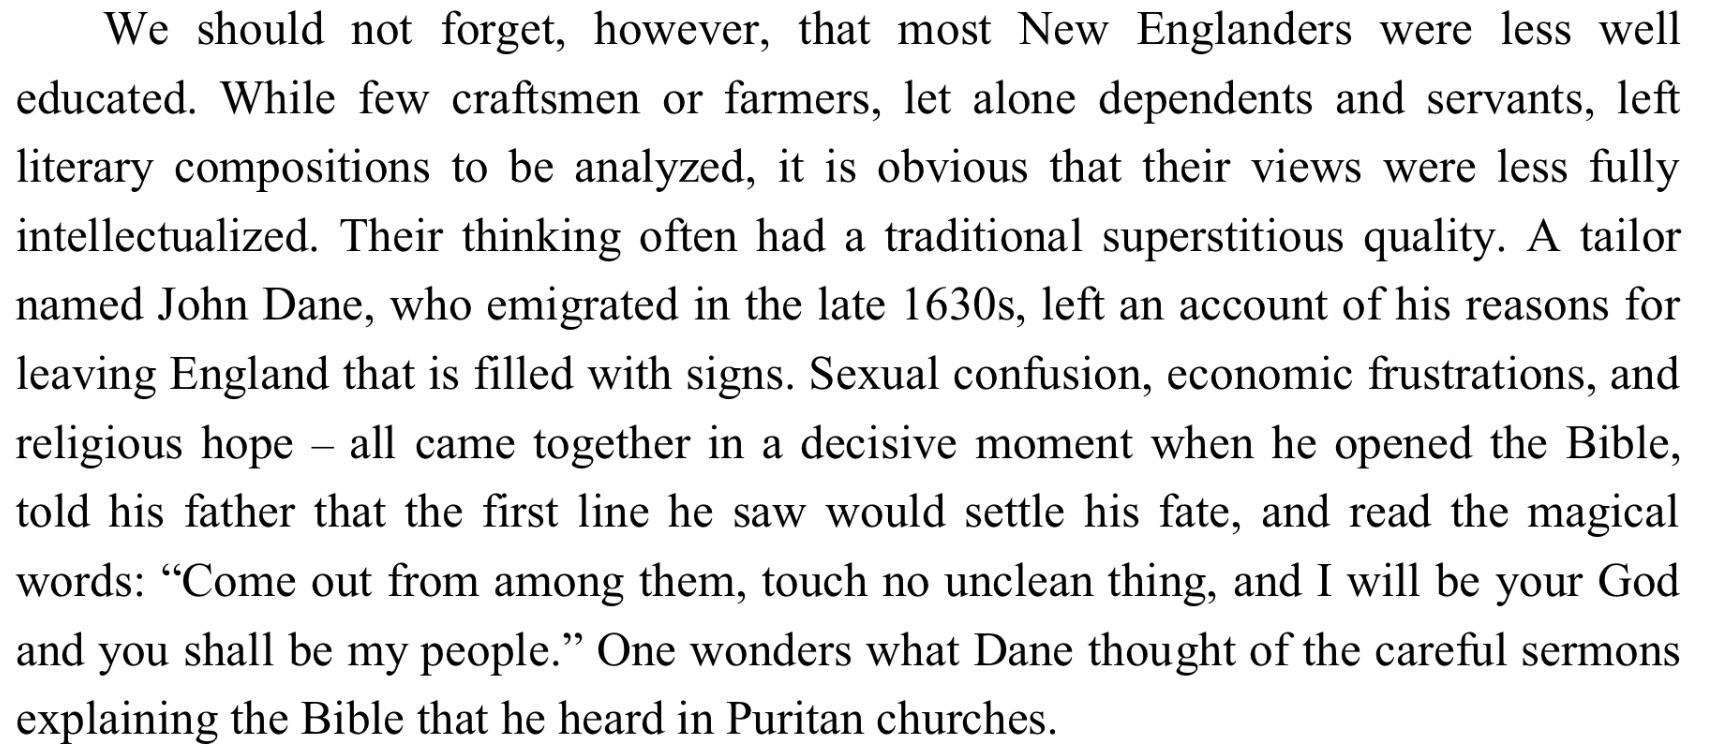 We should not forget, however, that most New Englanders were less well
educated. While few craftsmen or farmers, let alone dependents and servants, left
literary compositions to be analyzed, it is obvious that their views were less fully
intellectualized. Their thinking often had a traditional superstitious quality. A tailor
named John Dane, who emigrated in the late 1630s, left an account of his reasons for
leaving England that is filled with signs. Sexual confusion, economic frustrations, and
religious hope – all came together in a decisive moment when he opened the Bible,
told his father that the first line he saw would settle his fate, and read the magical
words: “Come out from among them, touch no unclean thing, and I will be your God
and you shall be my people.” One wonders what Dane thought of the careful sermons
explaining the Bible that he heard in Puritan churches.